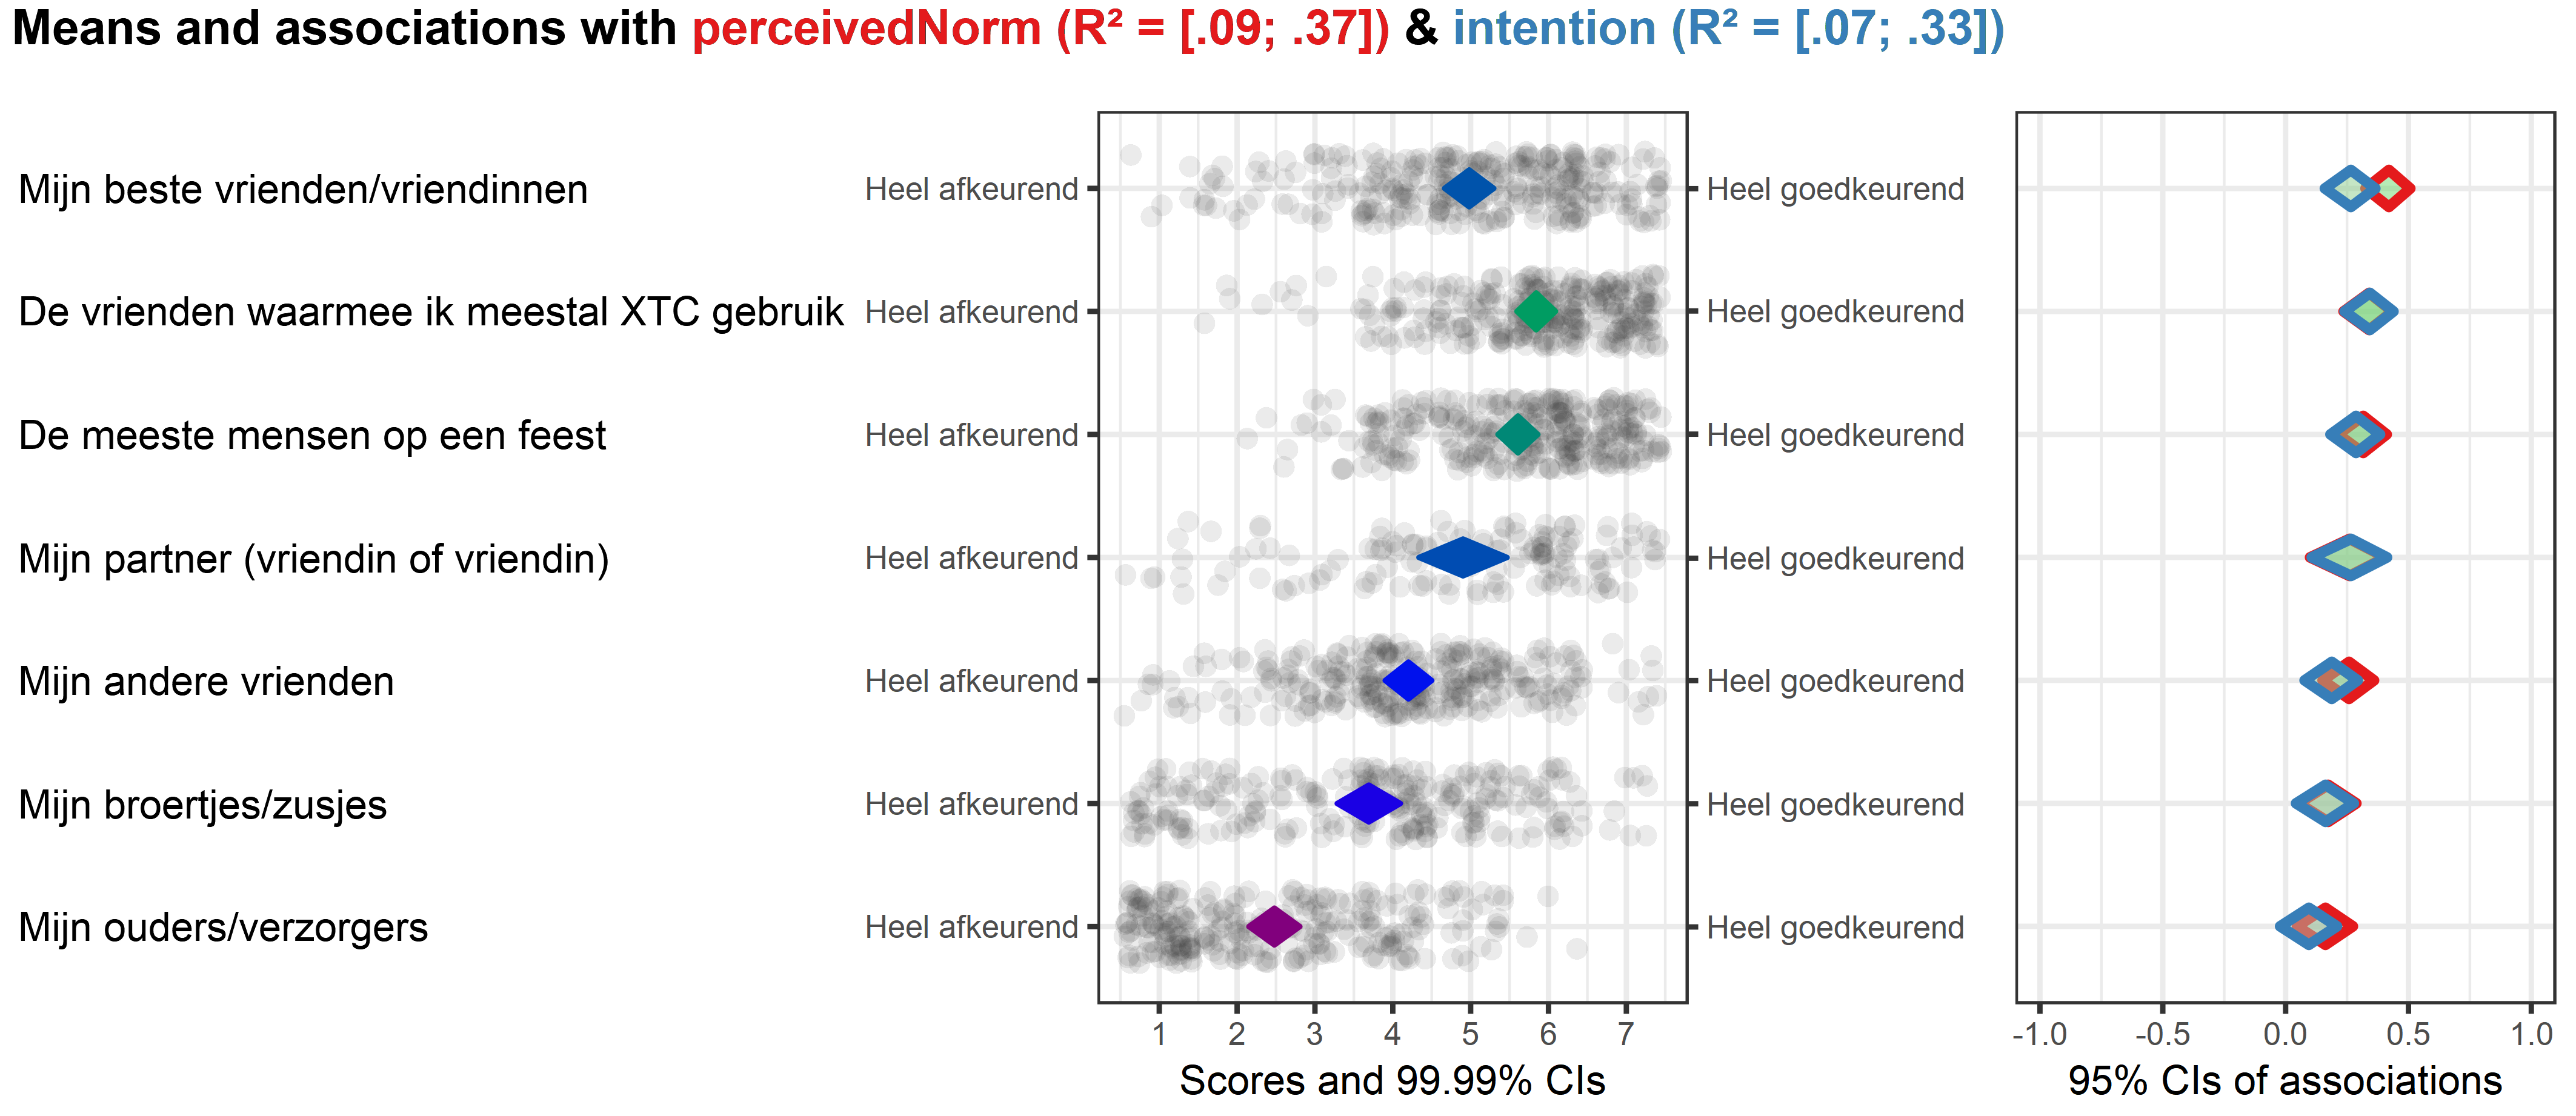 Means and associations with perceivedNorm (R² = [.09; .37]) & intention (R² = [.07; .33])
Mijn beste vrienden/vriendinnen Heel afkeurend Heel goedkeurend
De vrienden waarmee ik meestal XTC gebruik Heel afkeurend Heel goedkeurend
De meeste mensen op een feest Heel afkeurend Heel goedkeurend
Mijn partner (vriendin of vriendin) Heel afkeurend Heel goedkeurend
Mijn andere vrienden Heel afkeurend Heel goedkeurend
Mijn broertjes/zusjes Heel afkeurend Heel goedkeurend
Mijn ouders/verzorgers Heel afkeurend Heel goedkeurend
1 2 3 4 5 6 7 -1.0 -0.5 0.0 0.5 1.0
Scores and 99.99% CIs 95% CIs of associations